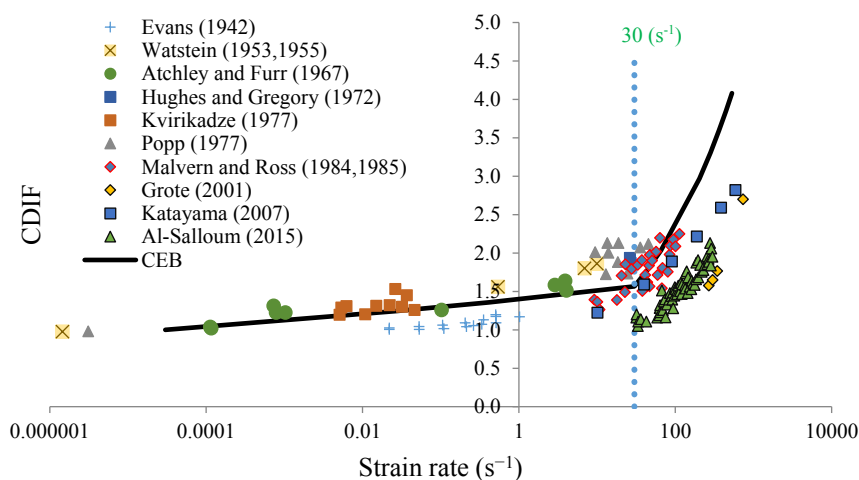 Evans (1942)
Watstein (1953,1955)
Atchley and Furr (1967)
Hughes and Gregory (1972)
Kvirikadze (1977)
Popp (1977)
Malvern and Ross (1984,1985)
Grote (2001)
Katayama (2007)
Al-Salloum (2015)
CEB
30 (s⁻¹)
CDIF
5.0
4.5
4.0
3.5
3.0
2.5
2.0
1.5
1.0
0.5
0.0
0.000001
0.0001
0.01
1
100
10000
Strain rate (s⁻¹)